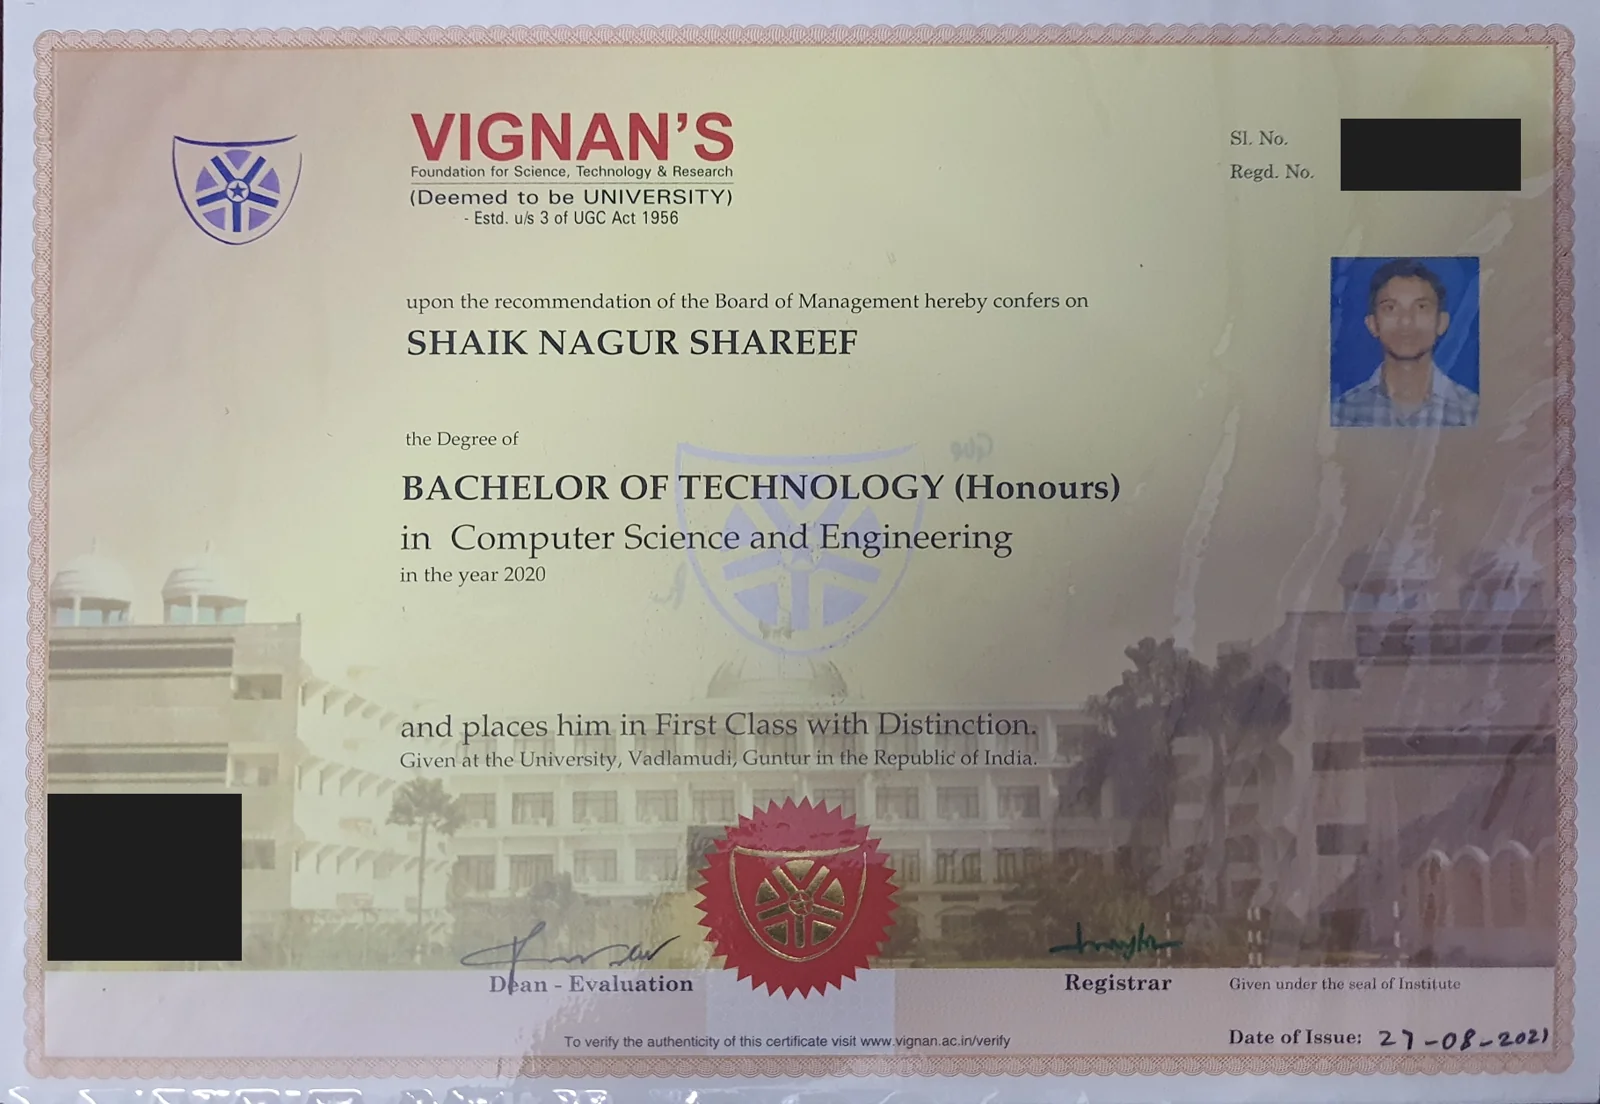 VIGNAN'S
Foundation for Science, Technology & Research
(Deemed to be UNIVERSITY)
- Estd. u/s 3 of UGC Act 1956
Sl. No.
Regd. No.
upon the recommendation of the Board of Management hereby confers on
SHAIK NAGUR SHAREEF
the Degree of
BACHELOR OF TECHNOLOGY (Honours)
in Computer Science and Engineering
in the year 2020
and places him in First Class with Distinction.
Given at the University, Vadlamudi, Guntur in the Republic of India.
Dean - Evaluation
Registrar
Given under the seal of Institute
To verify the authenticity of this certificate visit www.vignan.ac.in/verify
Date of Issue: 27-08-2021